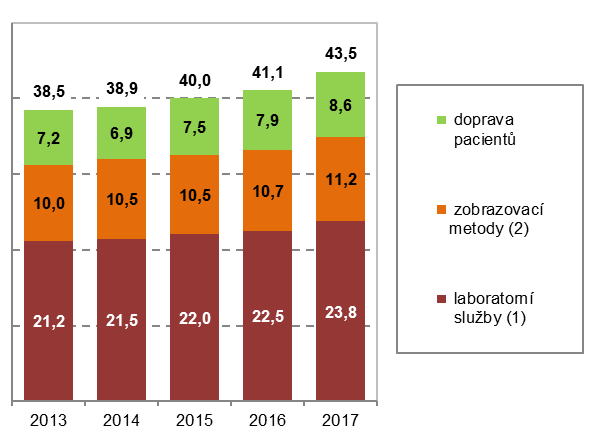 38,5 38,9 40,0 41,1 43,5
7,2 6,9 7,5 7,9 8,6
10,0 10,5 10,5 10,7 11,2
21,2 21,5 22,0 22,5 23,8
2013 2014 2015 2016 2017
doprava
pacientů
zobrazovací
metody (2)
laboratorní
služby (1)